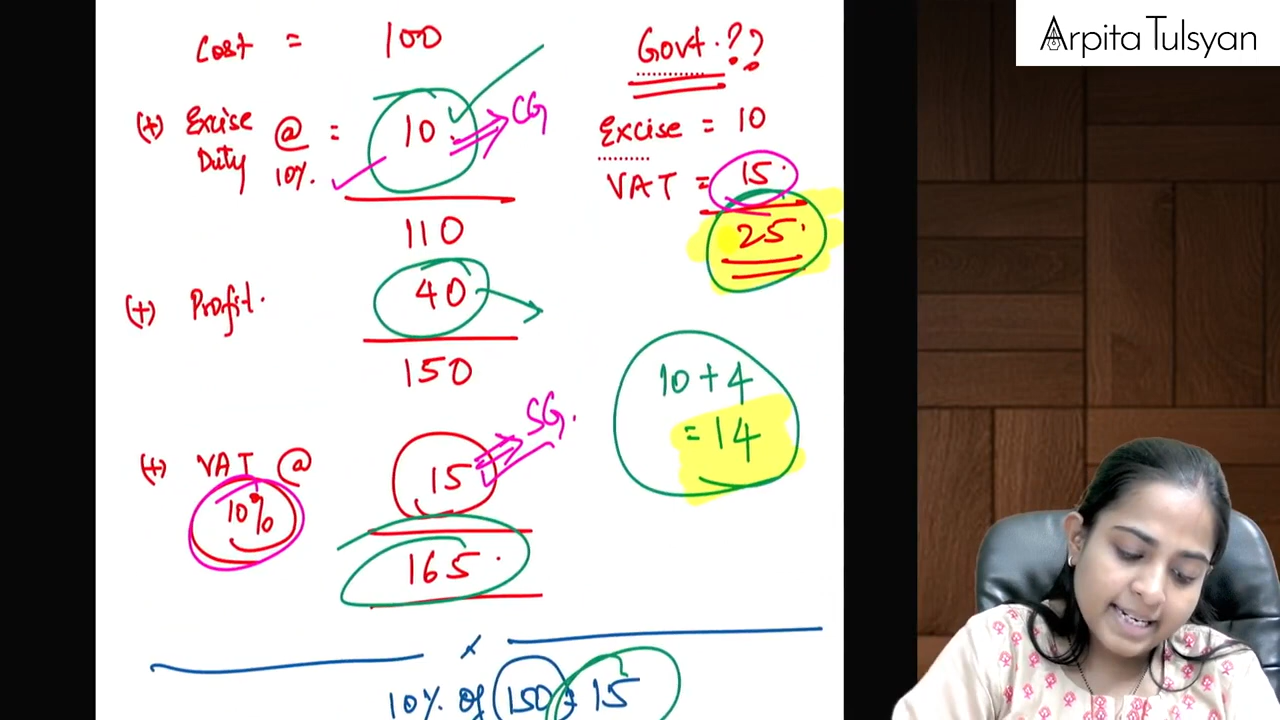 Arpita Tulsyan
Cost = 100
(+) Excise Duty @ 10% = 10 ⇒ CG
110
(+) Profit. 40
150
(+) VAT @ 10% 15 ⇒ SG.
165
10% of 150 = 15
Govt. ??
Excise = 10
VAT = 15
25
10 + 4
= 14